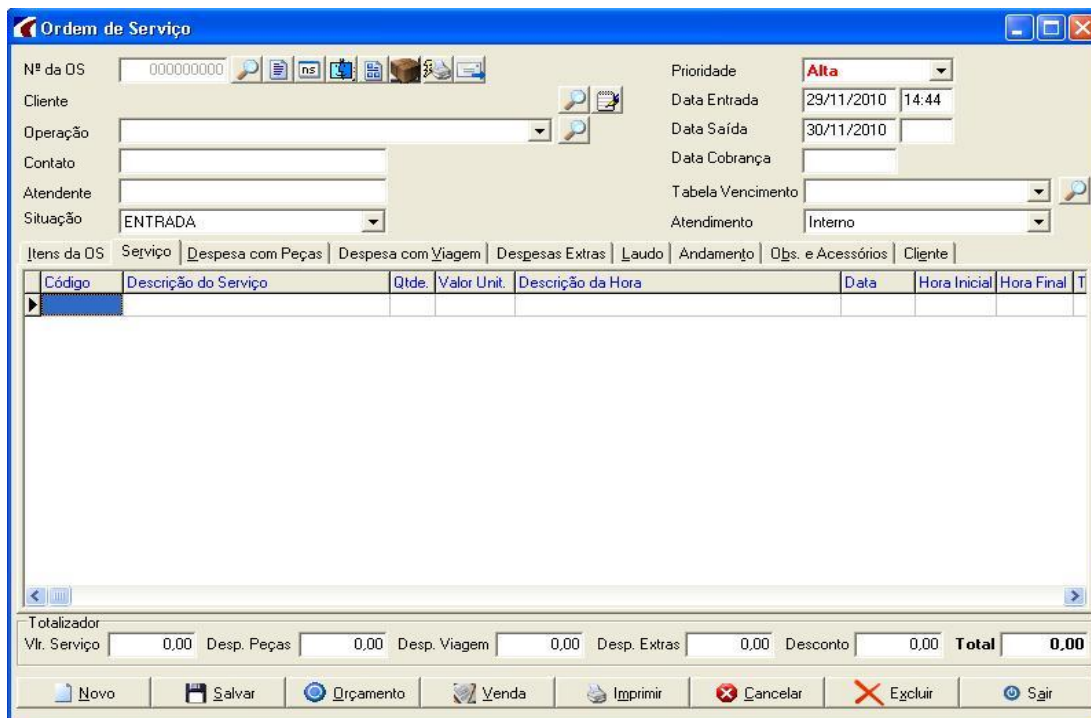 Ordem de Serviço
Nº da OS 000000000 ns Prioridade Alta
Cliente Data Entrada 29/11/2010 14:44
Operação Data Saída 30/11/2010
Contato Data Cobrança
Atendente Tabela Vencimento
Situação ENTRADA Atendimento Interno
Itens da OS Serviço Despesa com Peças Despesa com Viagem Despesas Extras Laudo Andamento Obs. e Acessórios Cliente
Código Descrição do Serviço Qtde. Valor Unit. Descrição da Hora Data Hora Inicial Hora Final T
Totalizador
Vlr. Serviço 0,00 Desp. Peças 0,00 Desp. Viagem 0,00 Desp. Extras 0,00 Desconto 0,00 Total 0,00
Novo Salvar Orçamento Venda Imprimir Cancelar Excluir Sair